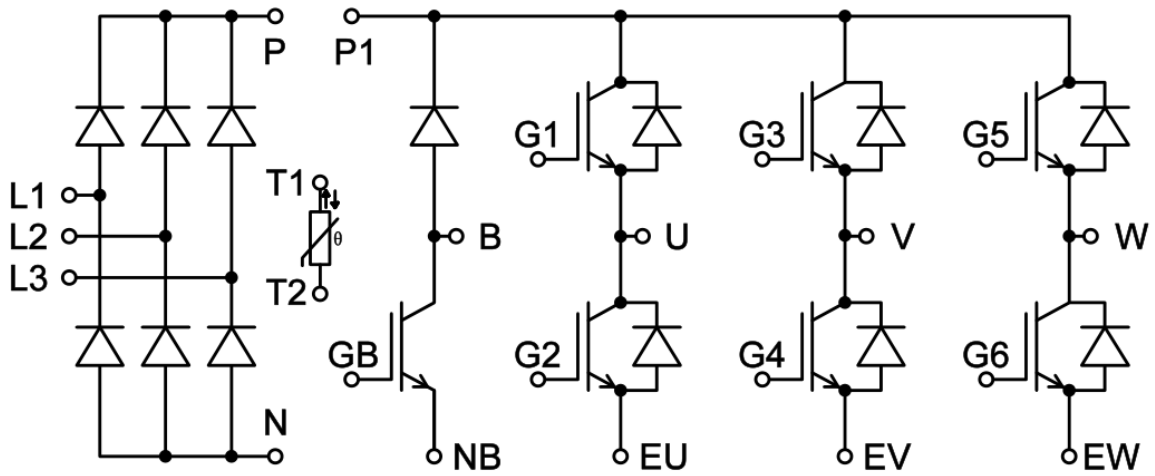 P P1
G1 G3 G5
L1 T1
L2 θ B U V W
L3 T2
GB G2 G4 G6
N NB EU EV EW